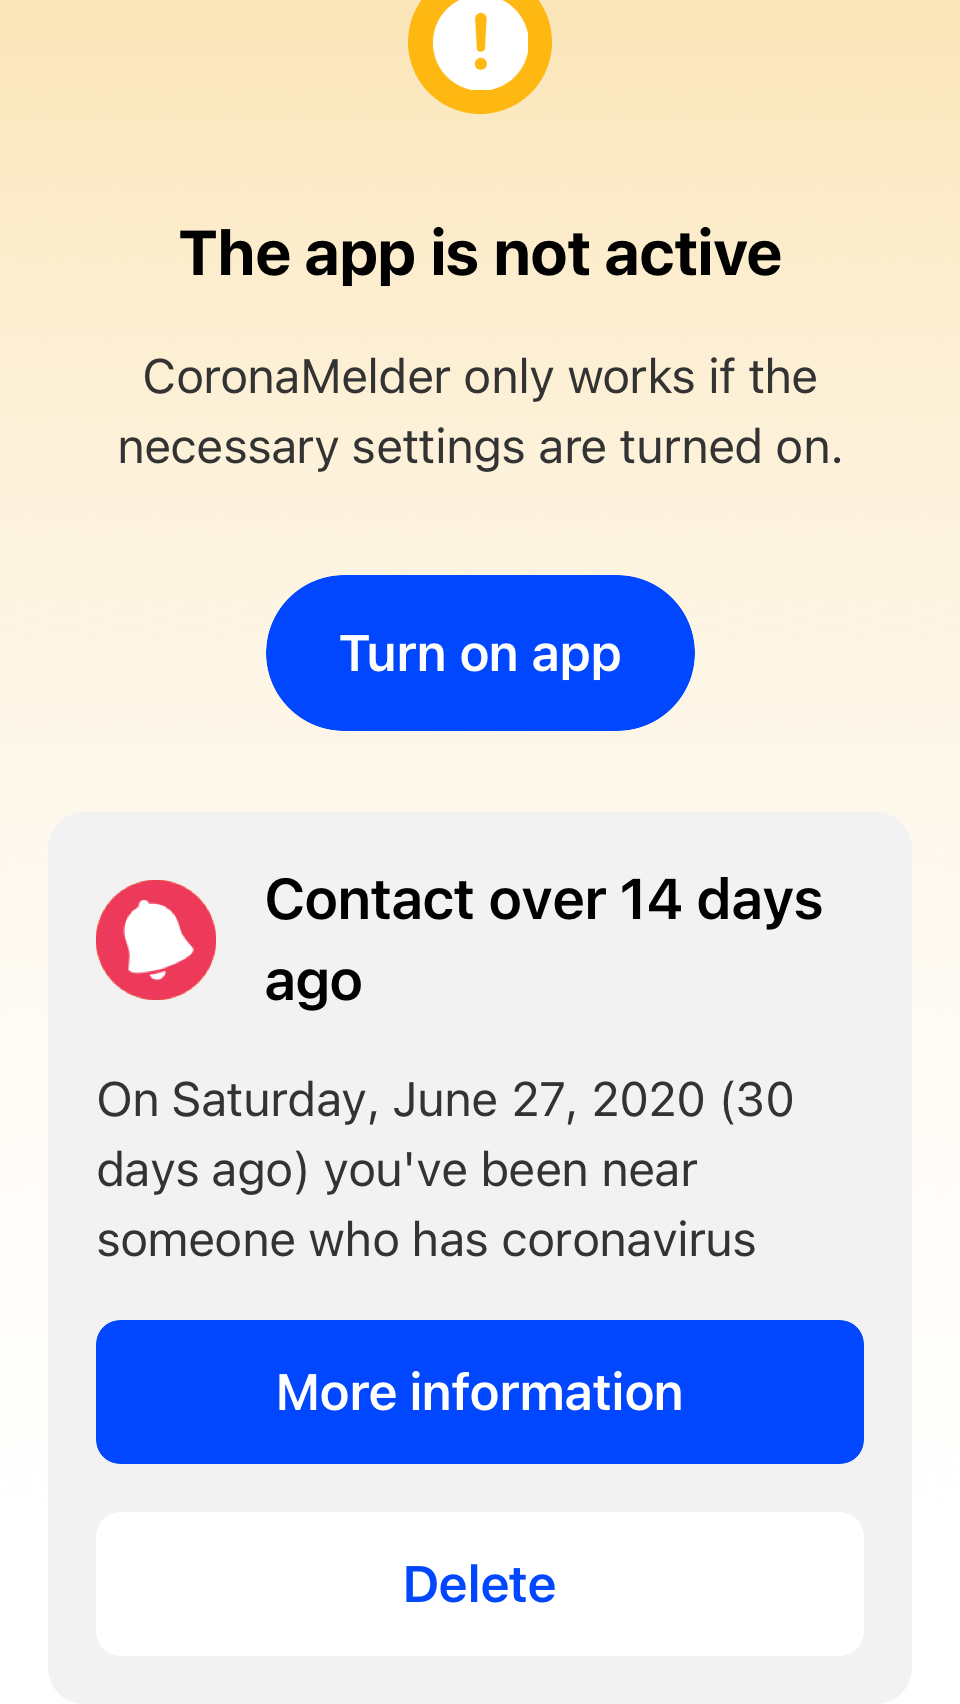 The app is not active
CoronaMelder only works if the
necessary settings are turned on.
Turn on app
Contact over 14 days
ago
On Saturday, June 27, 2020 (30
days ago) you've been near
someone who has coronavirus
More information
Delete